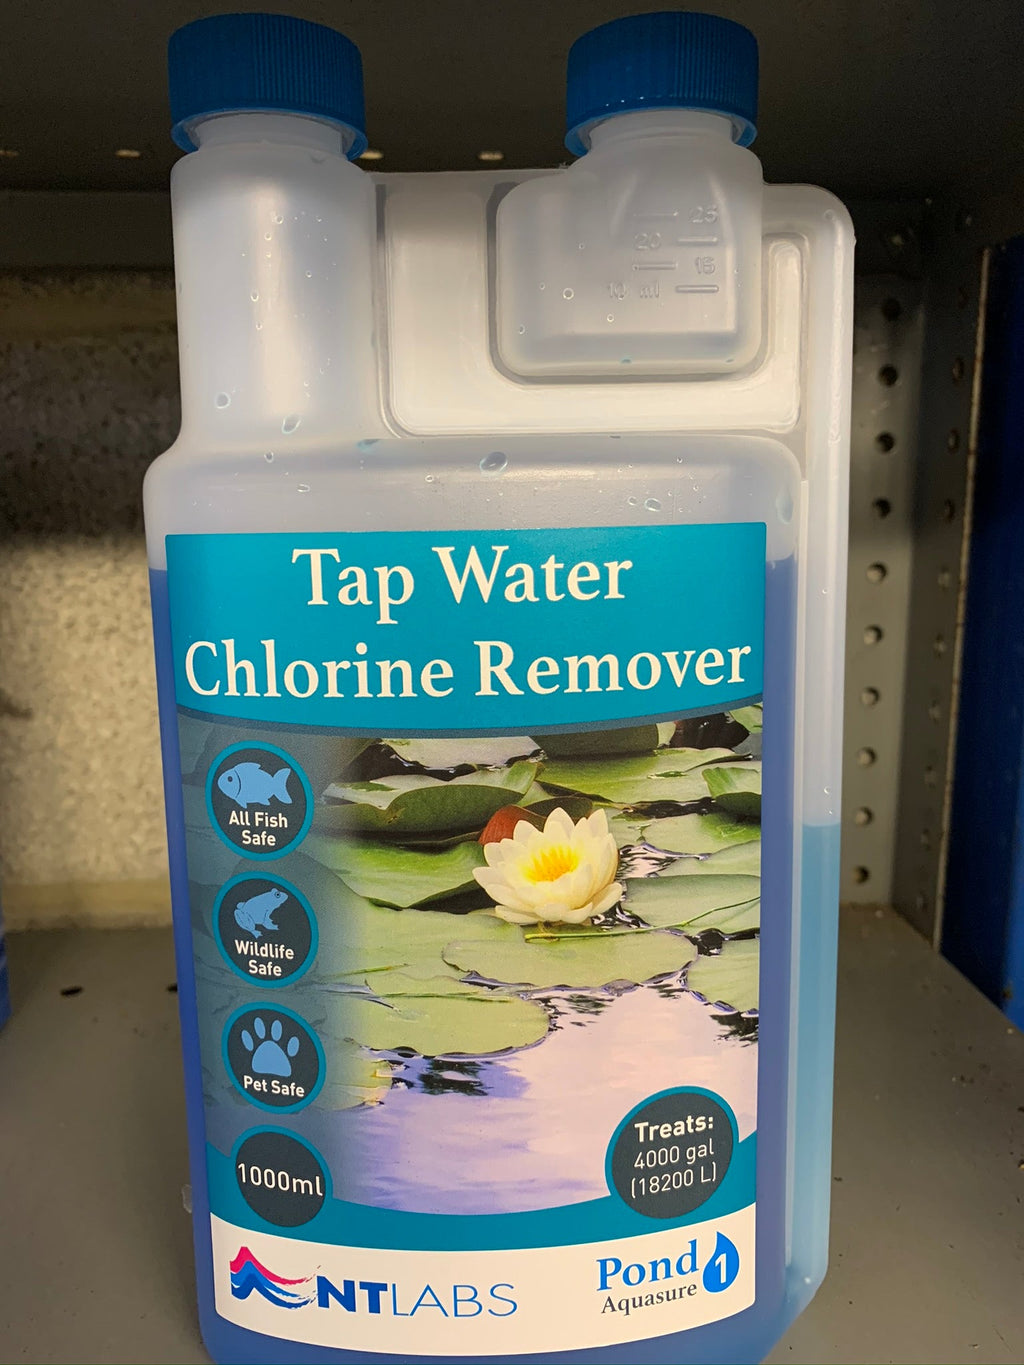 25
20
15
10 ml
Tap Water
Chlorine Remover
All Fish
Safe
Wildlife
Safe
Pet Safe
1000ml
Treats:
4000 gal
(18200 L)
NTLABS
Pond 1
Aquasure